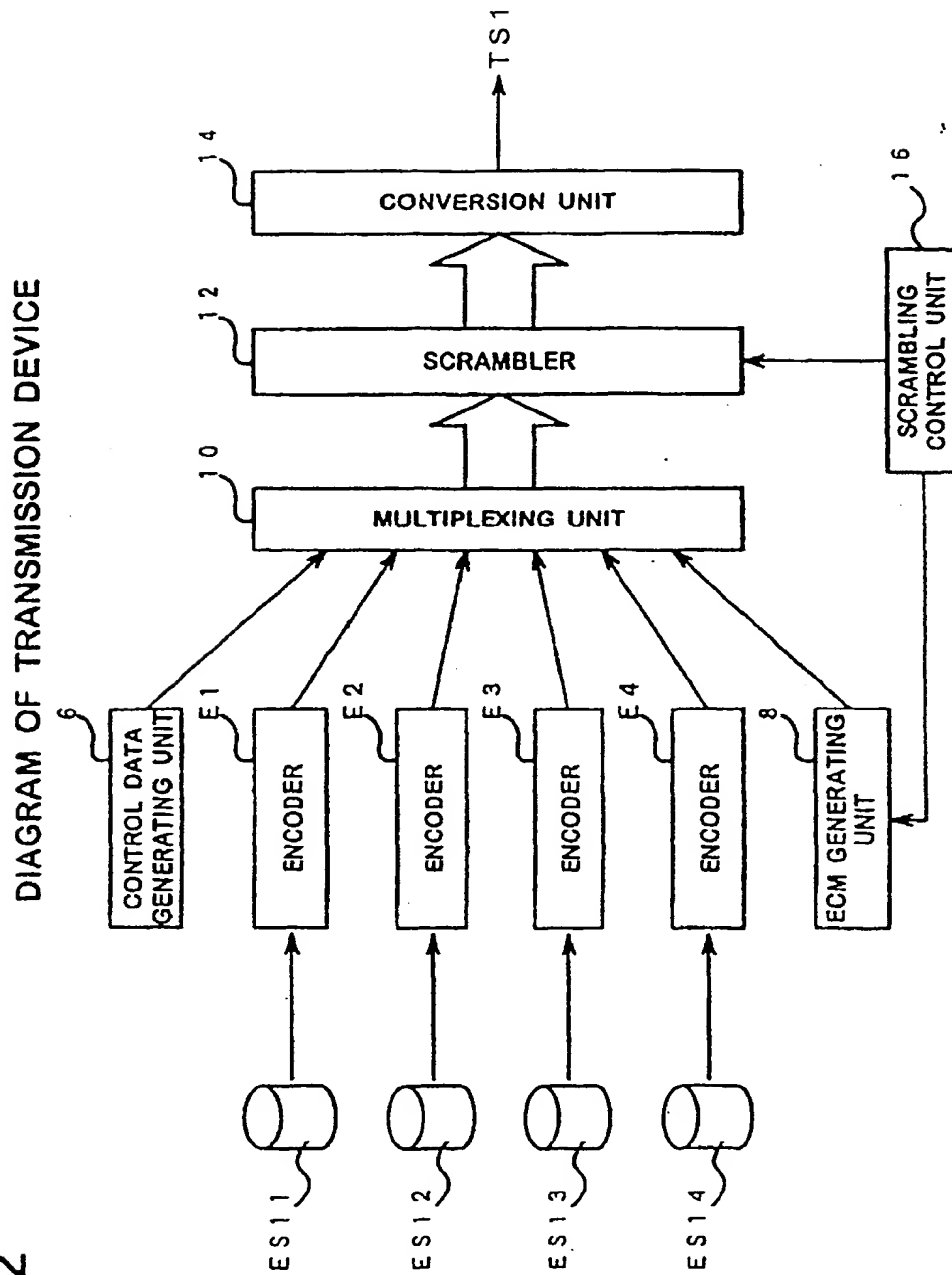 2
DIAGRAM OF TRANSMISSION DEVICE
6
CONTROL DATA
GENERATING UNIT
ES11
E1
ENCODER
ES12
E2
ENCODER
ES13
E3
ENCODER
ES14
E4
ENCODER
8
ECM GENERATING
UNIT
10
MULTIPLEXING UNIT
12
SCRAMBLER
14
CONVERSION UNIT
TS1
16
SCRAMBLING
CONTROL UNIT